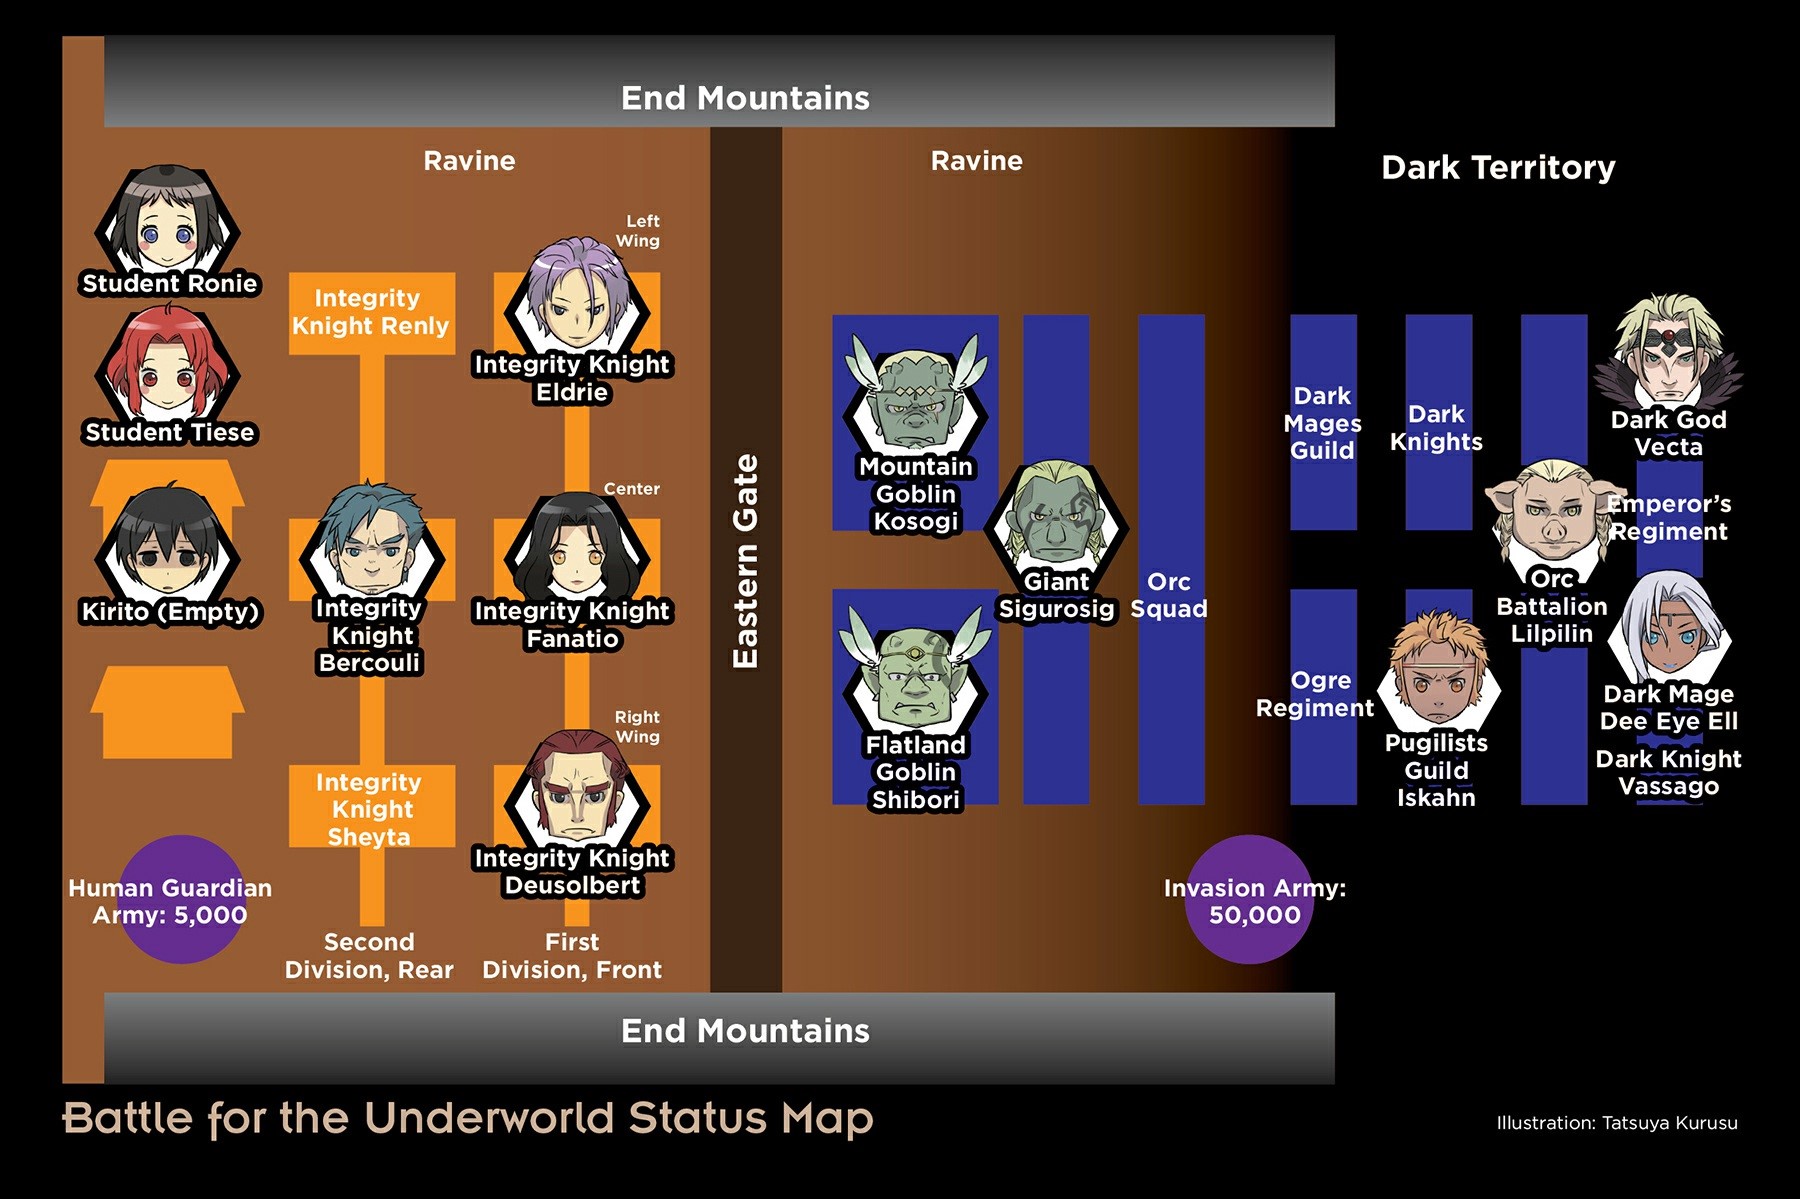 End Mountains
Ravine
Ravine
Dark Territory
Left
Wing
Student Ronie
Integrity
Knight Renly
Integrity Knight
Eldrie
Student Tiese
Center
Kirito (Empty)
Integrity
Knight
Bercouli
Integrity Knight
Fanatio
Right
Wing
Integrity
Knight
Sheyta
Integrity Knight
Deusolbert
Human Guardian
Army: 5,000
Second
Division, Rear
First
Division, Front
Eastern Gate
Mountain
Goblin
Kosogi
Giant
Sigurosig
Flatland
Goblin
Shibori
Orc
Squad
Dark
Mages
Guild
Dark
Knights
Dark God
Vecta
Emperor's
Regiment
Orc
Battalion
Lilpilin
Ogre
Regiment
Pugilists
Guild
Iskahn
Dark Mage
Dee Eye Ell
Dark Knight
Vassago
Invasion Army:
50,000
End Mountains
Battle for the Underworld Status Map
Illustration: Tatsuya Kurusu